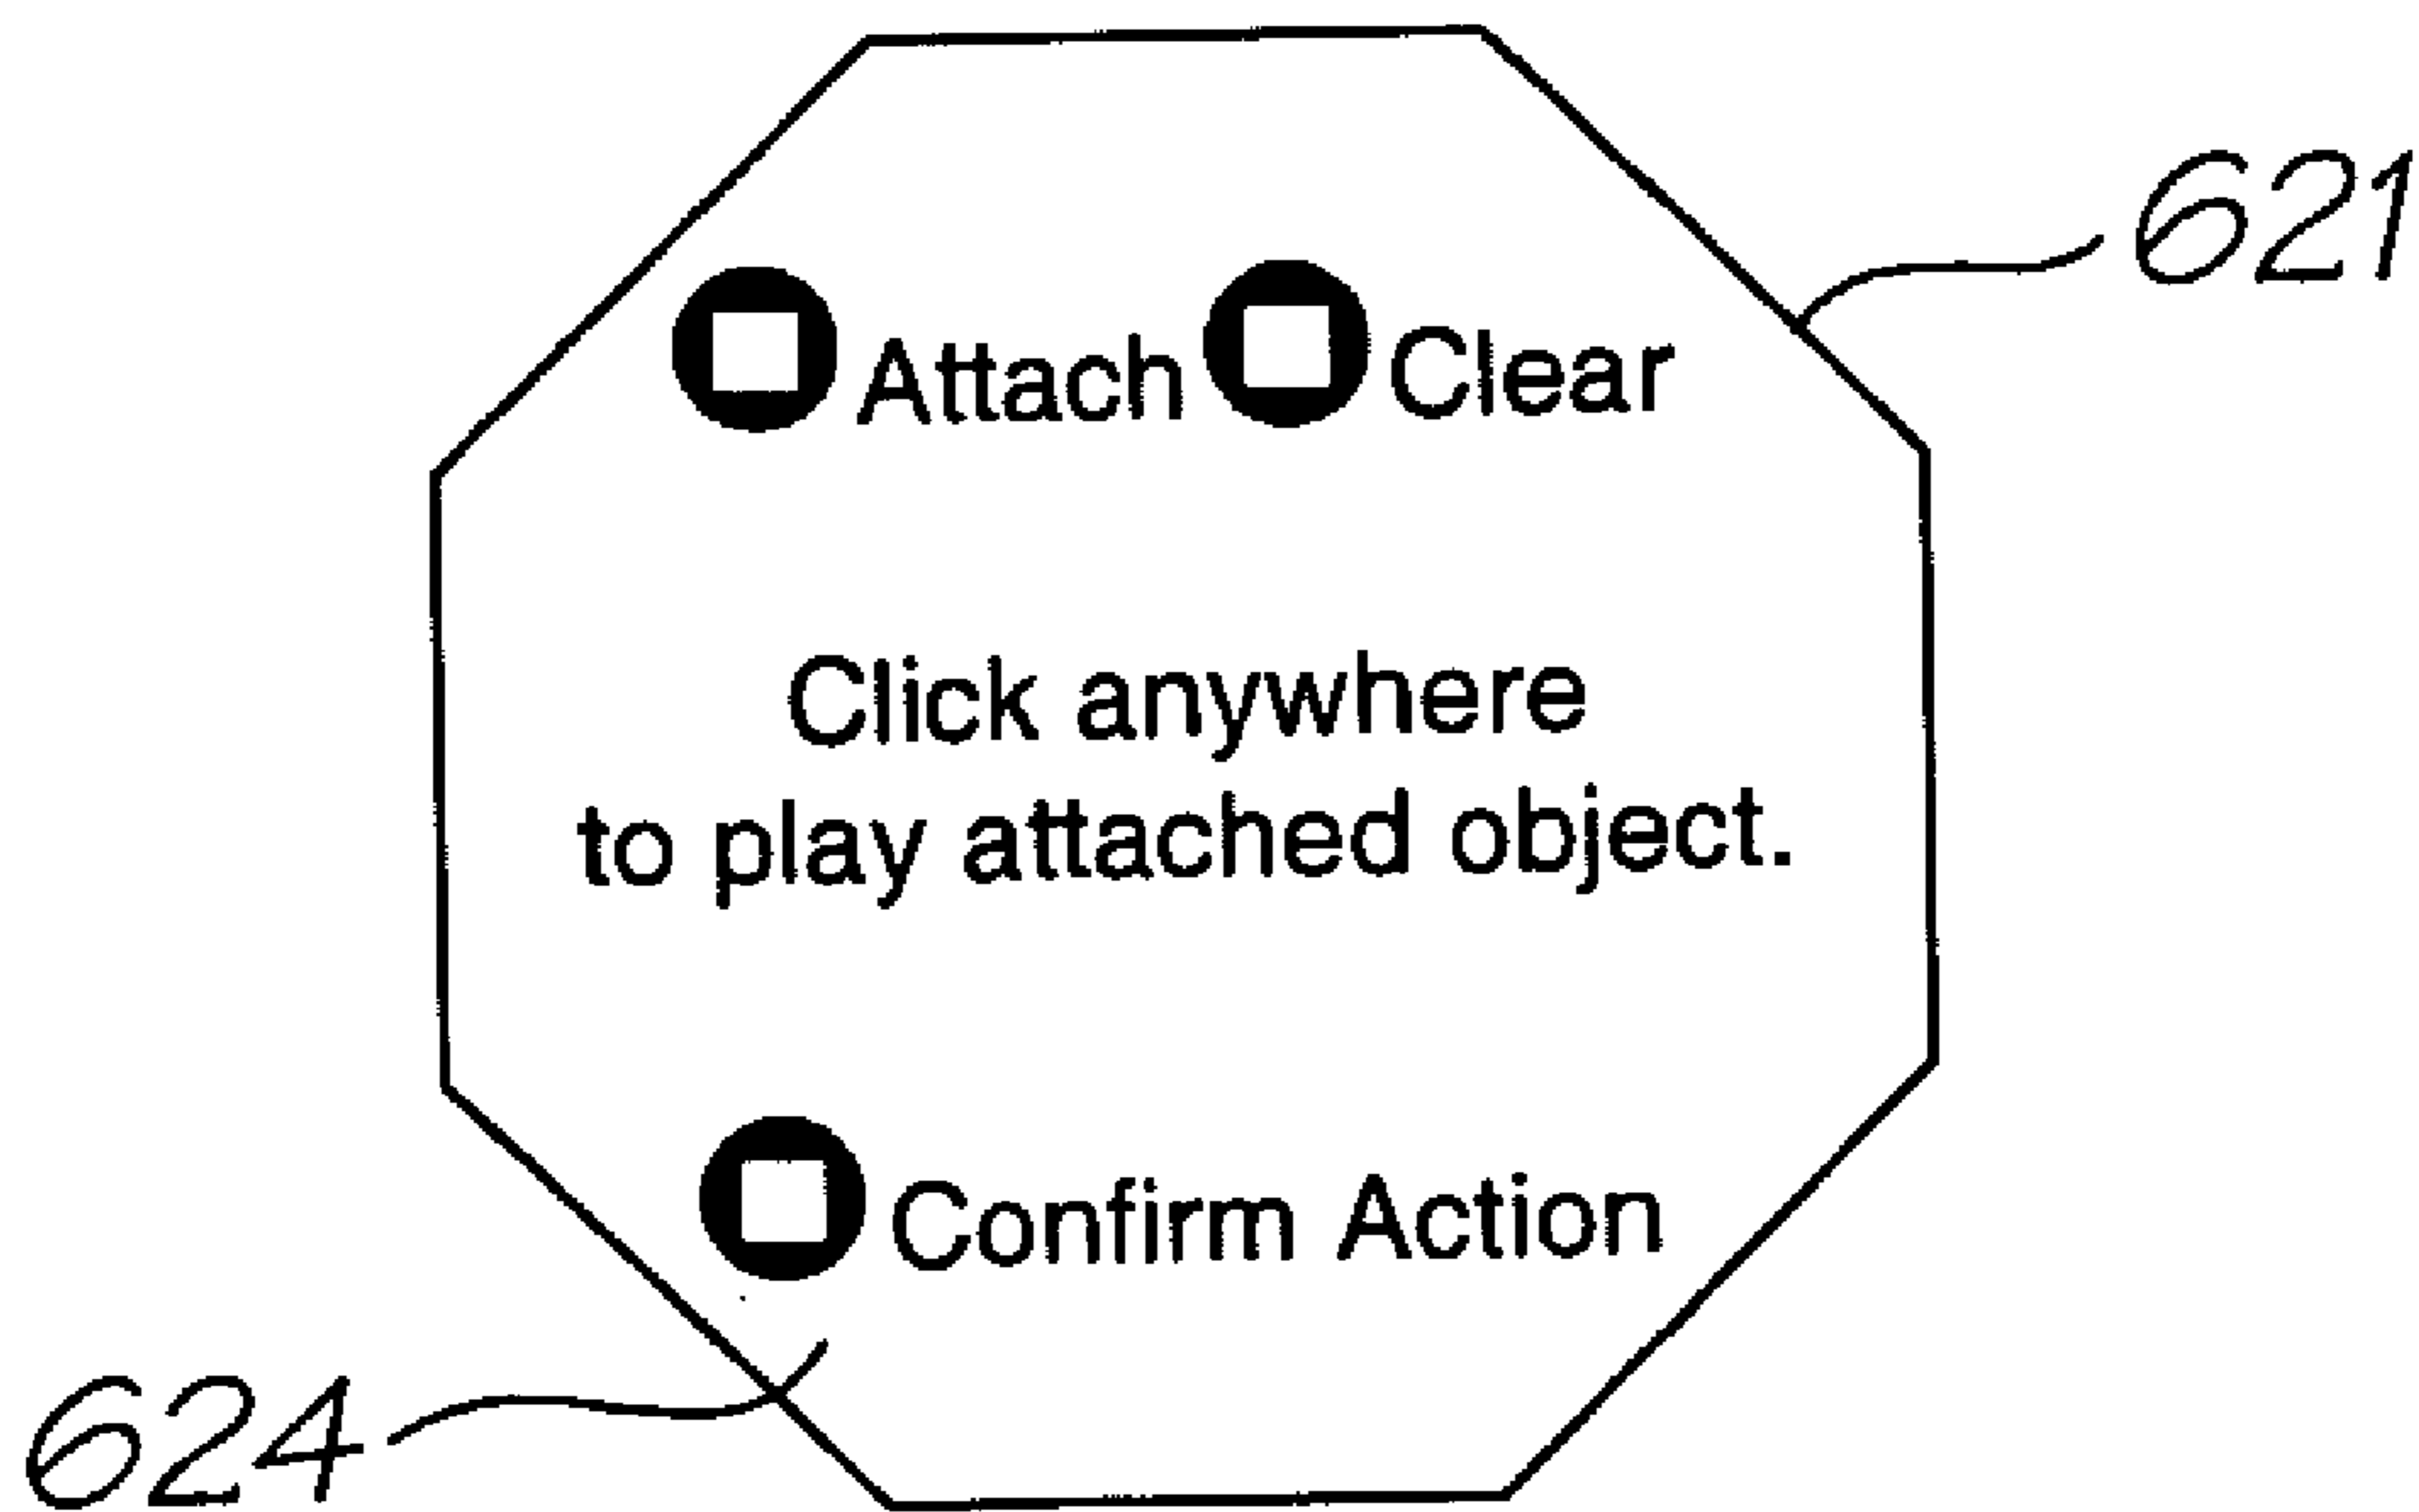 621
Attach Clear
Click anywhere
to play attached object.
Confirm Action
624